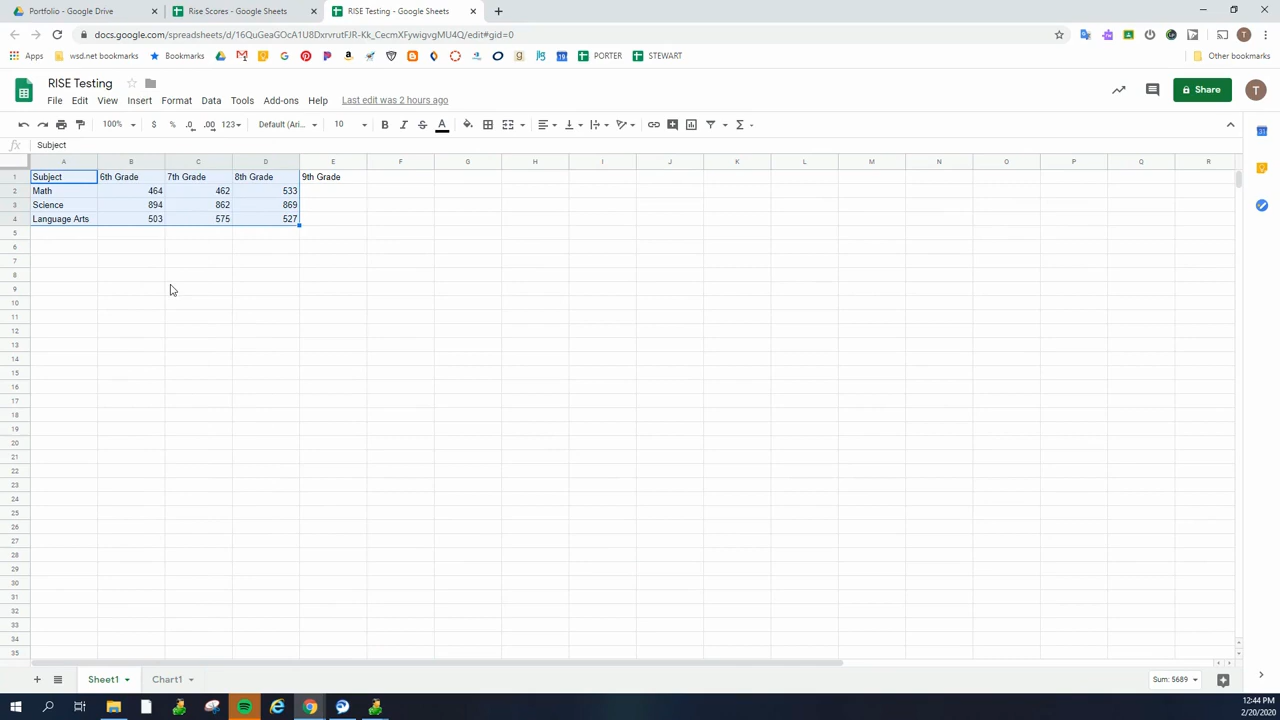 Portfolio - Google Drive
Rise Scores - Google Sheets
RISE Testing - Google Sheets
docs.google.com/spreadsheets/d/16QuGeaGOcA1U8DxrvrutFJR-Kk_CecmXFywigvgMU4Q/edit#gid=0
T
Apps
wsd.net bookmarks
Bookmarks
PORTER
STEWART
Other bookmarks
RISE Testing
File Edit View Insert Format Data Tools Add-ons Help Last edit was 2 hours ago
Share
T
100% $ % .0 .00 123 Default (Ari... 10 B I S A
fx Subject
A B C D E F G H I J K L M N O P Q R
1 Subject 6th Grade 7th Grade 8th Grade 9th Grade
2 Math 464 462 533
3 Science 894 862 869
4 Language Arts 503 575 527
5
6
7
8
9
10
11
12
13
14
15
16
17
18
19
20
21
22
23
24
25
26
27
28
29
30
31
32
33
34
35
Sheet1 Chart1 Sum: 5689
12:44 PM
2/20/2020